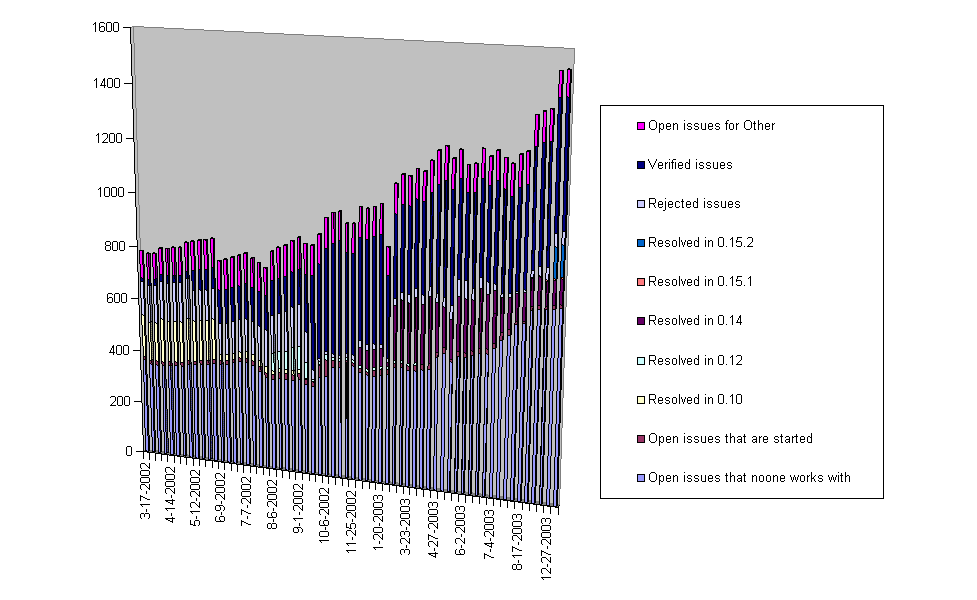 1600
1400
1200
1000
800
600
400
200
0
3-17-2002
4-14-2002
5-12-2002
6-9-2002
7-7-2002
8-6-2002
9-1-2002
10-6-2002
11-25-2002
1-20-2003
3-23-2003
4-27-2003
6-2-2003
7-4-2003
8-17-2003
12-27-2003
Open issues for Other
Verified issues
Rejected issues
Resolved in 0.15.2
Resolved in 0.15.1
Resolved in 0.14
Resolved in 0.12
Resolved in 0.10
Open issues that are started
Open issues that noone works with